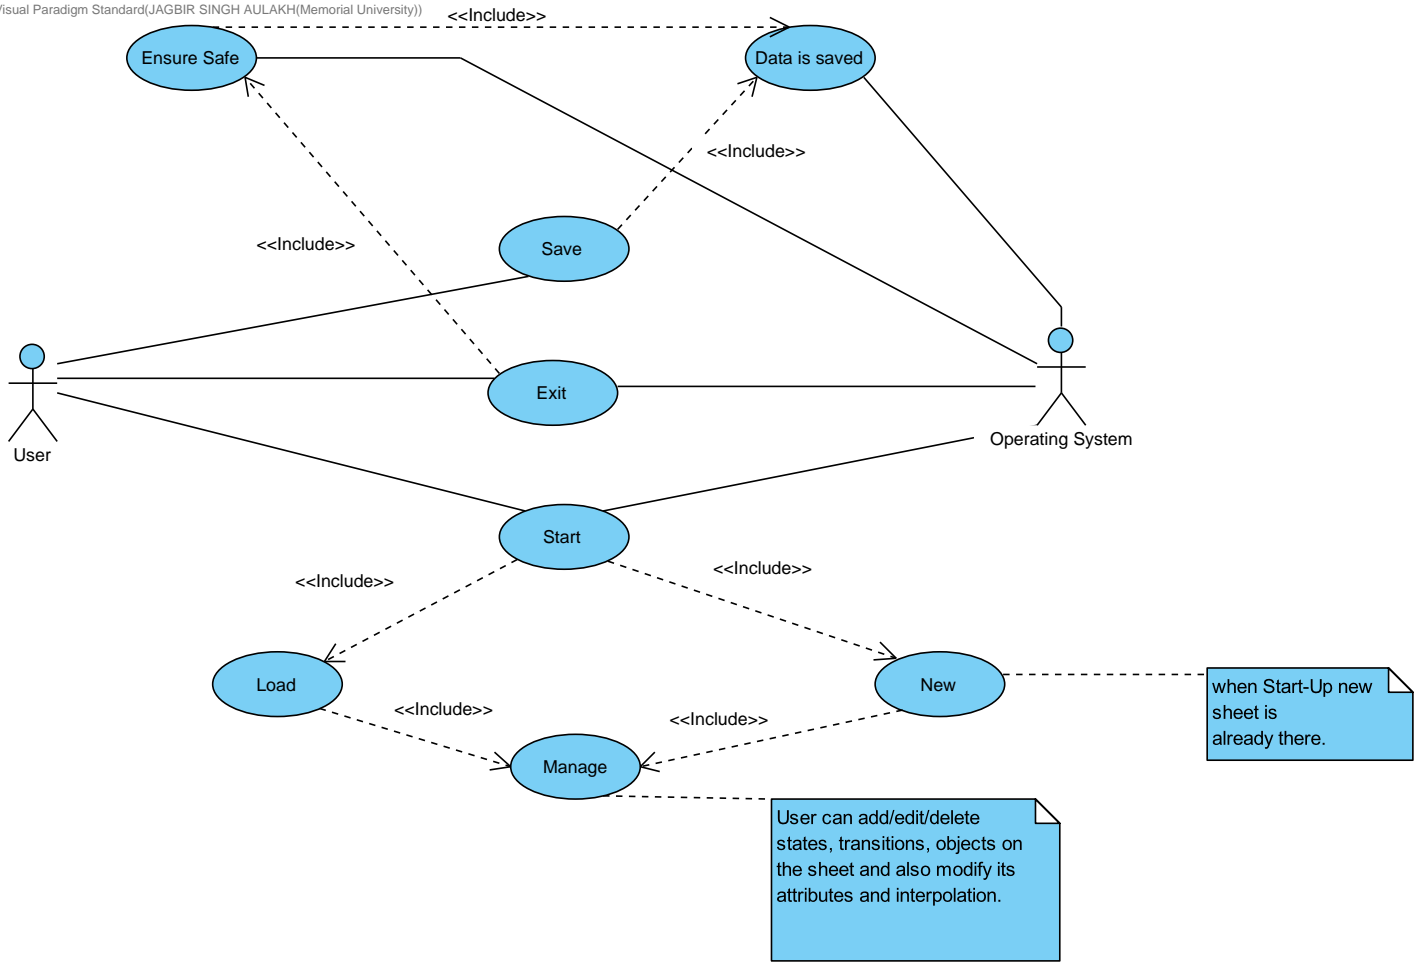 Visual Paradigm Standard(JAGBIR SINGH AULAKH(Memorial University))
<<Include>>
Ensure Safe
Data is saved
<<Include>>
<<Include>>
Save
Exit
User
Operating System
Start
<<Include>>
<<Include>>
Load
New
when Start-Up new
sheet is
already there.
<<Include>>
<<Include>>
Manage
User can add/edit/delete
states, transitions, objects on
the sheet and also modify its
attributes and interpolation.